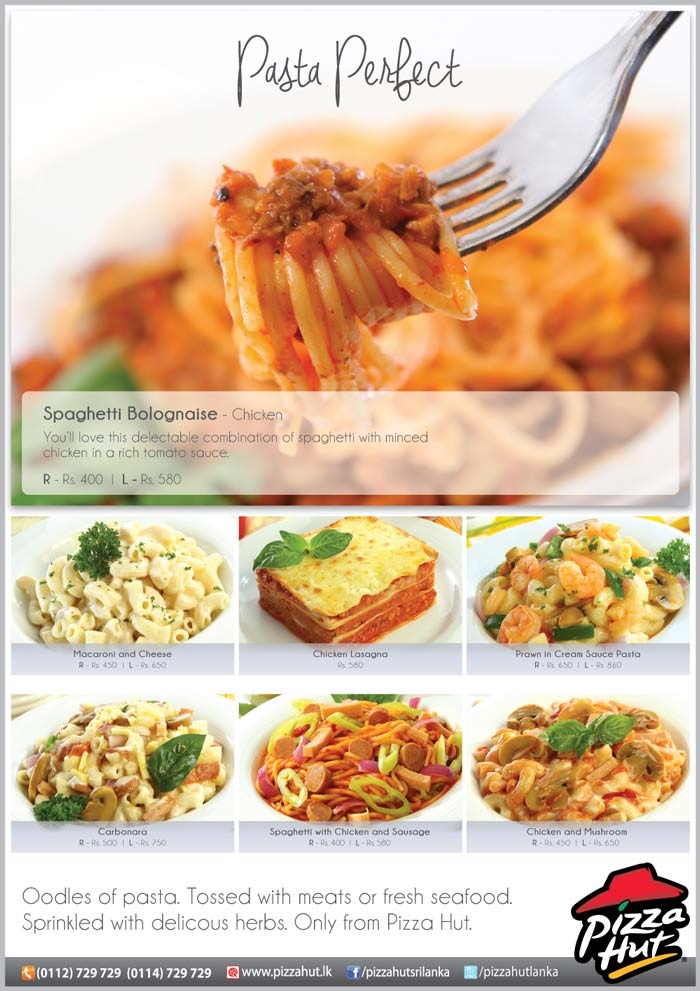 Pasta Perfect
Spaghetti Bolognaise - Chicken
You'll love this delectable combination of spaghetti with minced
chicken in a rich tomato sauce.
R - Rs. 400 | L - Rs. 580
Macaroni and Cheese
R - Rs. 450 | L - Rs. 650
Chicken Lasagna
Rs. 580
Prawn in Cream Sauce Pasta
R - Rs. 650 | L - Rs. 860
Carbonara
R - Rs. 500 | L - Rs. 750
Spaghetti with Chicken and Sausage
R - Rs. 400 | L - Rs. 580
Chicken and Mushroom
R - Rs. 450 | L - Rs. 650
Oodles of pasta. Tossed with meats or fresh seafood.
Sprinkled with delicous herbs. Only from Pizza Hut.
Pizza
Hut
(0112) 729 729 (0114) 729 729 www.pizzahut.lk /pizzahutsrilanka /pizzahutlanka